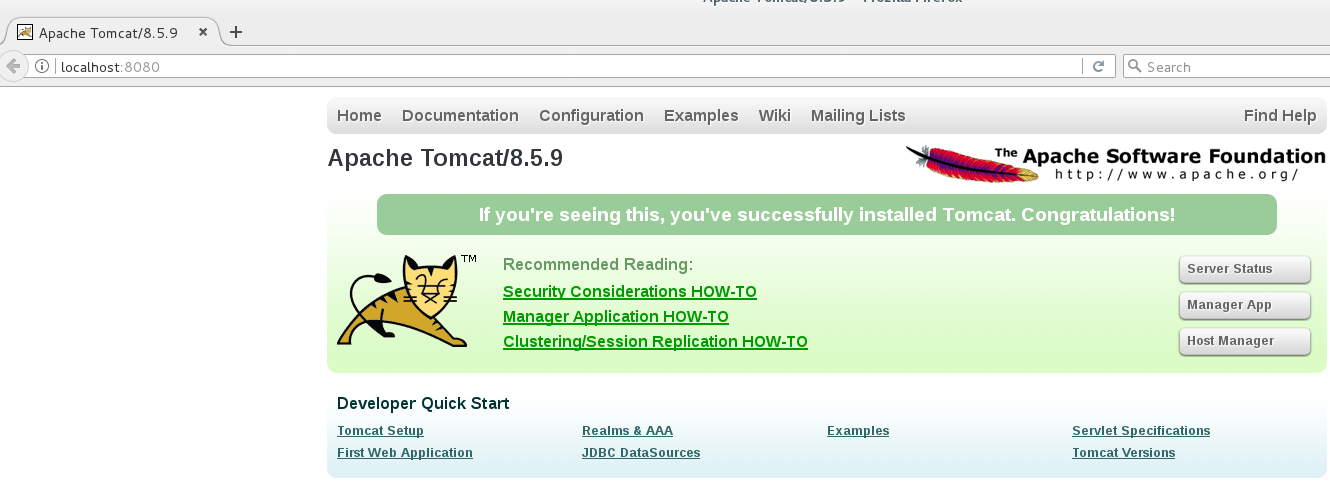 Apache Tomcat/8.5.9 - Mozilla Firefox
Apache Tomcat/8.5.9
localhost:8080
Search
Home Documentation Configuration Examples Wiki Mailing Lists Find Help
Apache Tomcat/8.5.9
The Apache Software Foundation
http://www.apache.org/
If you're seeing this, you've successfully installed Tomcat. Congratulations!
TM
Recommended Reading:
Security Considerations HOW-TO
Manager Application HOW-TO
Clustering/Session Replication HOW-TO
Server Status
Manager App
Host Manager
Developer Quick Start
Tomcat Setup Realms & AAA Examples Servlet Specifications
First Web Application JDBC DataSources Tomcat Versions